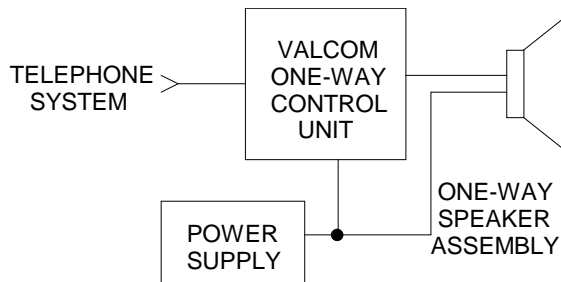 TELEPHONE
SYSTEM
VALCOM
ONE-WAY
CONTROL
UNIT
ONE-WAY
SPEAKER
ASSEMBLY
POWER
SUPPLY